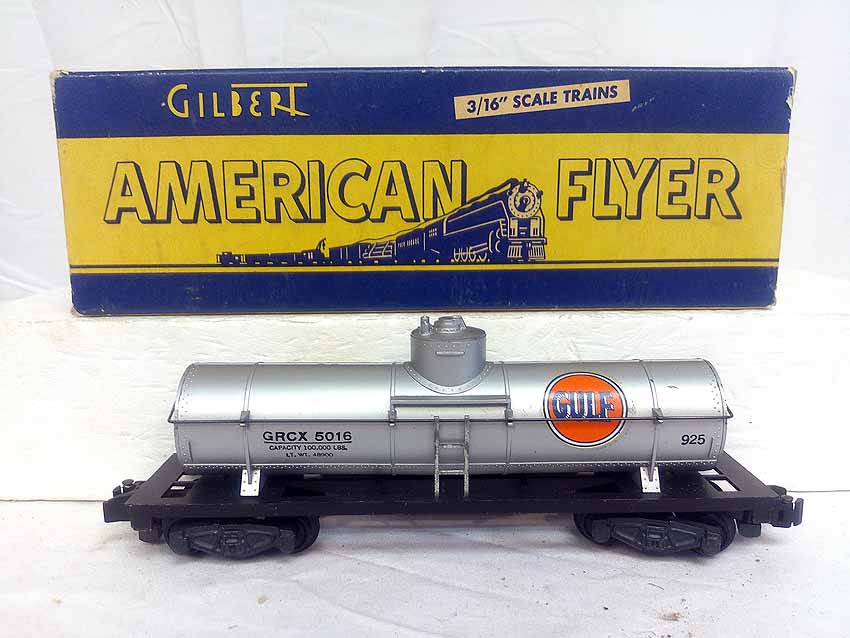 GILBERT
3/16" SCALE TRAINS
AMERICAN FLYER
GULF
GRCX 5016
CAPACITY 100,000 LBS.
LT. WT. 48000
925